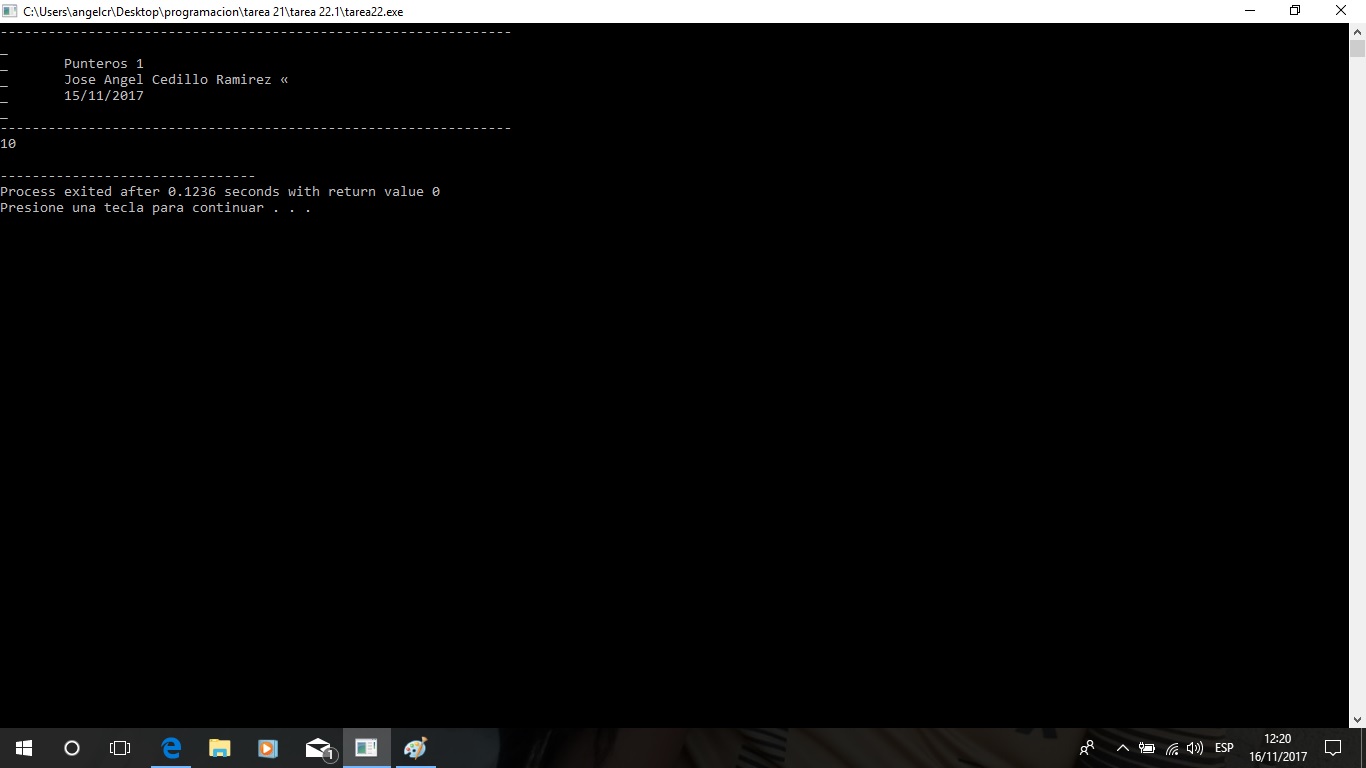 C:\Users\angelcr\Desktop\programacion\tarea 21\tarea 22.1\tarea22.exe
----------------------------------------------------------------
_
_ Punteros 1
_ Jose Angel Cedillo Ramirez «
_ 15/11/2017
_
----------------------------------------------------------------
10
--------------------------------
Process exited after 0.1236 seconds with return value 0
Presione una tecla para continuar . . .
1
ESP
12:20
16/11/2017